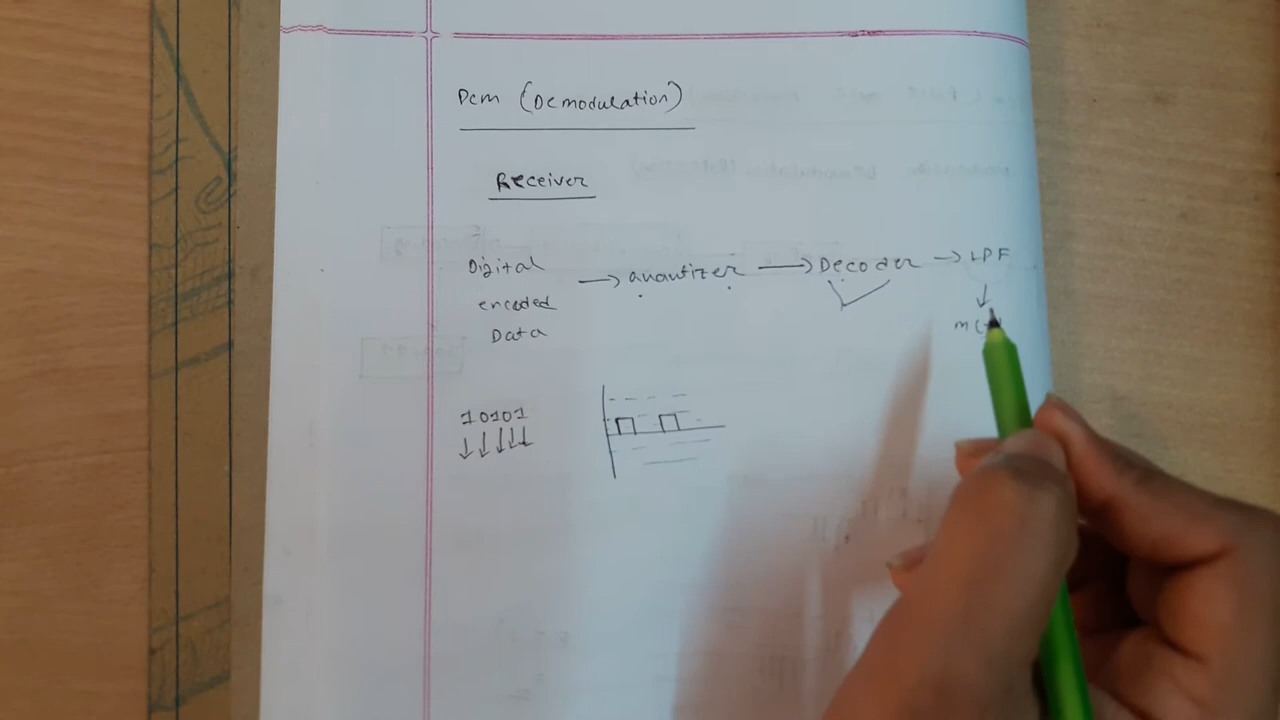 Pcm (Demodulation)
Receiver
Digital encoded Data → Quantizer → Decoder → LPF
m(
10101